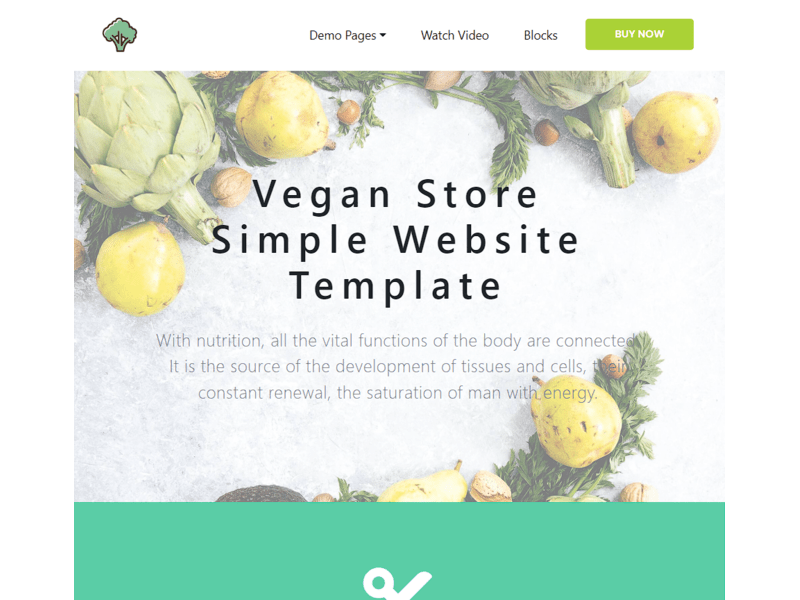 Demo Pages
Watch Video
Blocks
BUY NOW
Vegan Store
Simple Website
Template
With nutrition, all the vital functions of the body are connected.
It is the source of the development of tissues and cells, their
constant renewal, the saturation of man with energy.